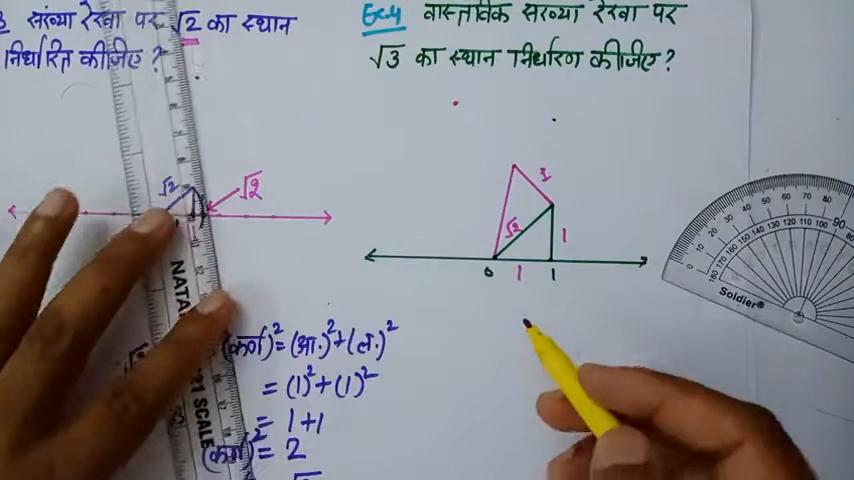 संख्या रेखा पर √2 का स्थान
निर्धारित कीजिए ?
Ex-4 वास्तविक संख्या रेखा पर
√3 का स्थान निर्धारण कीजिए ?
√2
√2
1
√2
1
0 1 1
(कर्ण)² = (आ.)² + (ल.)²
= (1)² + (1)²
= 1+1
(कर्ण)² = 2
NATA
SCALE
Soldier